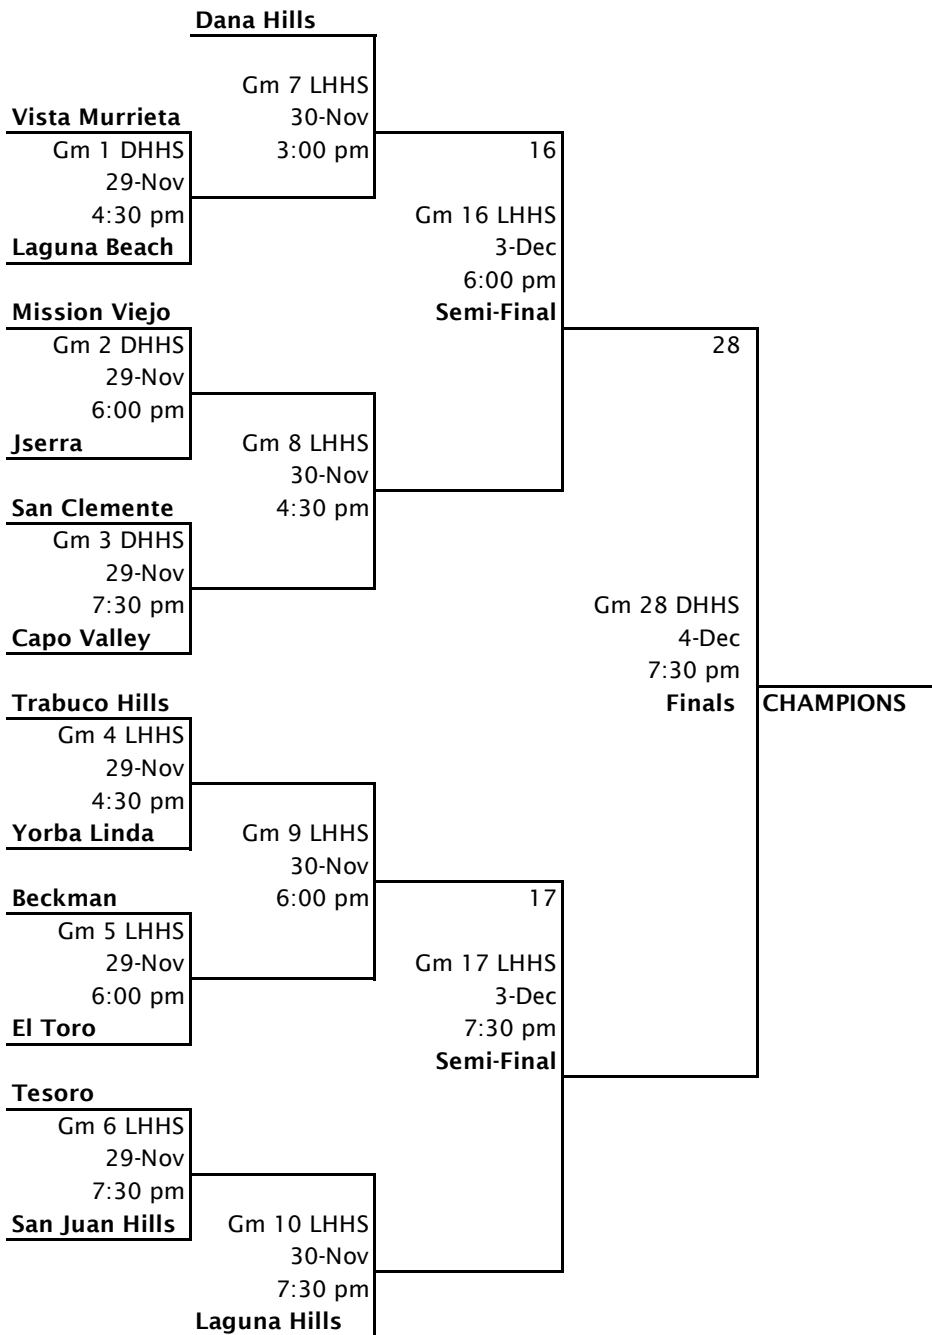 Dana Hills
Gm 7 LHHS
30-Nov
3:00 pm
Vista Murrieta
Gm 1 DHHS
29-Nov
4:30 pm
Laguna Beach
16
Gm 16 LHHS
3-Dec
6:00 pm
Semi-Final
Mission Viejo
Gm 2 DHHS
29-Nov
6:00 pm
Jserra
28
Gm 8 LHHS
30-Nov
4:30 pm
San Clemente
Gm 3 DHHS
29-Nov
7:30 pm
Capo Valley
Gm 28 DHHS
4-Dec
7:30 pm
Finals
CHAMPIONS
Trabuco Hills
Gm 4 LHHS
29-Nov
4:30 pm
Yorba Linda
Gm 9 LHHS
30-Nov
6:00 pm
17
Beckman
Gm 5 LHHS
29-Nov
6:00 pm
El Toro
Gm 17 LHHS
3-Dec
7:30 pm
Semi-Final
Tesoro
Gm 6 LHHS
29-Nov
7:30 pm
San Juan Hills
Gm 10 LHHS
30-Nov
7:30 pm
Laguna Hills